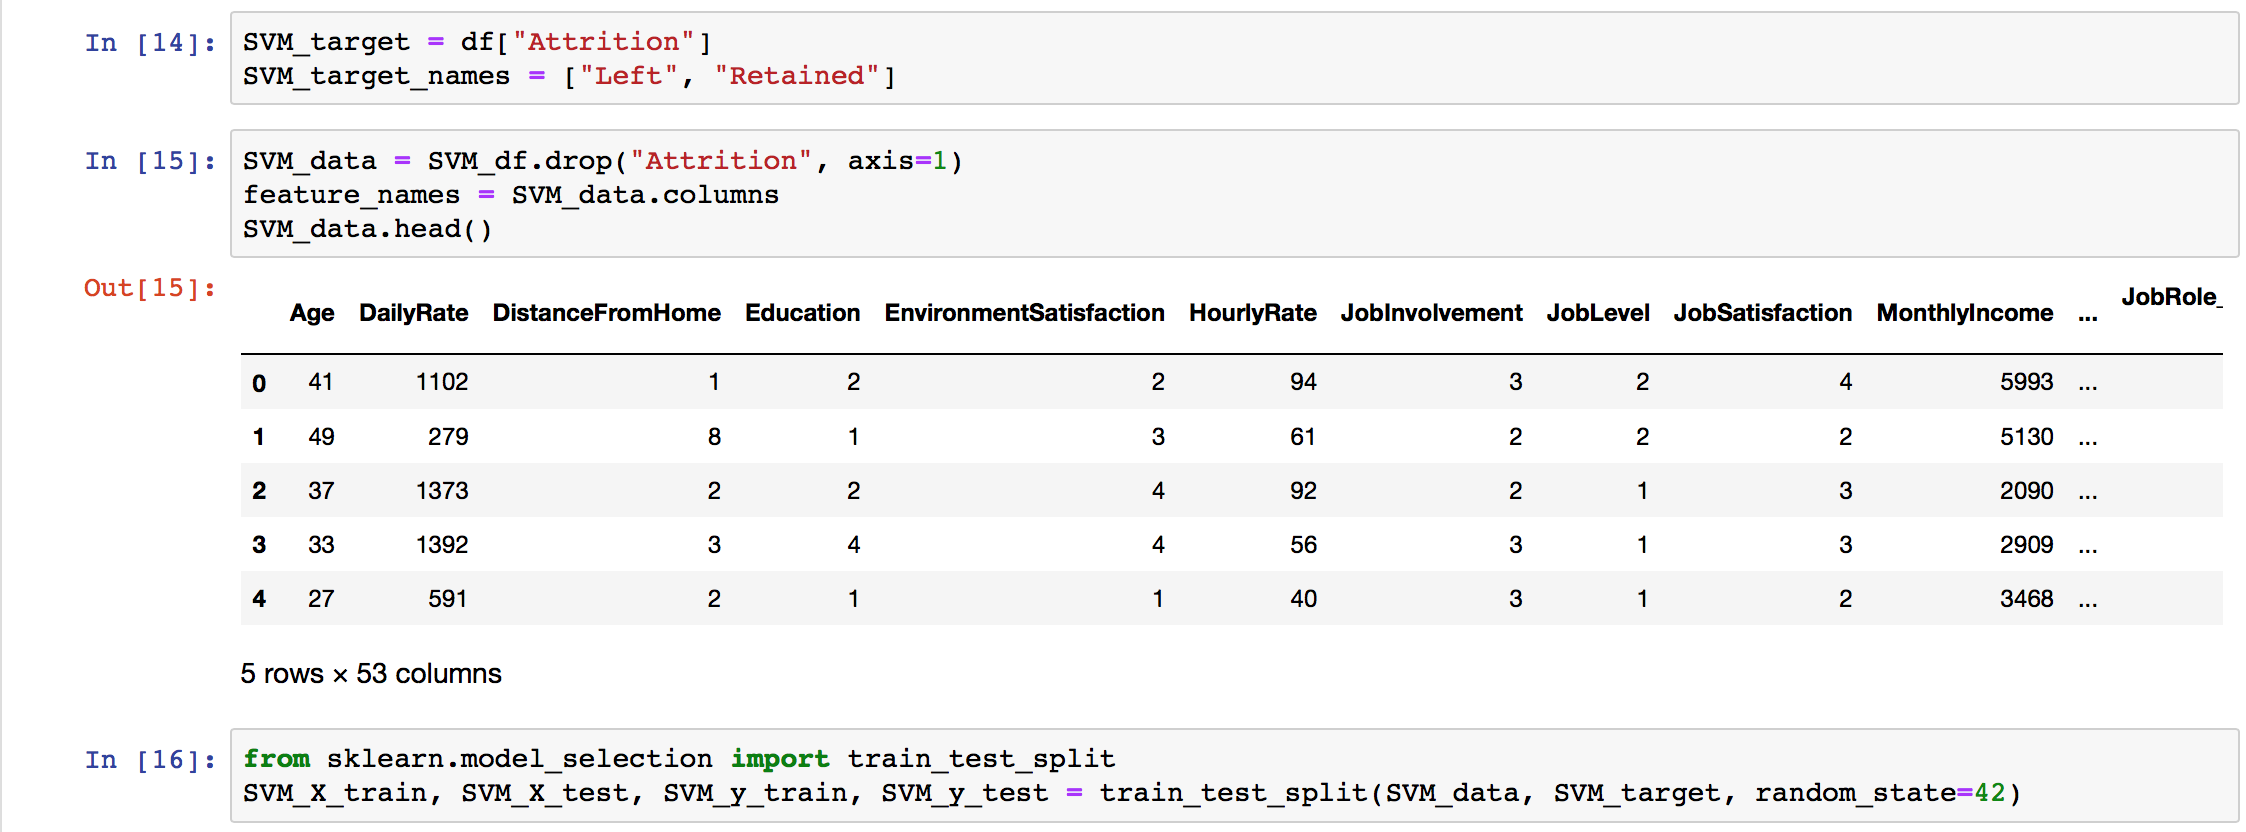 In [14]: SVM_target = df["Attrition"]
SVM_target_names = ["Left", "Retained"]
In [15]: SVM_data = SVM_df.drop("Attrition", axis=1)
feature_names = SVM_data.columns
SVM_data.head()
Out[15]:
Age DailyRate DistanceFromHome Education EnvironmentSatisfaction HourlyRate JobInvolvement JobLevel JobSatisfaction MonthlyIncome ... JobRole_
0 41 1102 1 2 2 94 3 2 4 5993 ...
1 49 279 8 1 3 61 2 2 2 5130 ...
2 37 1373 2 2 4 92 2 1 3 2090 ...
3 33 1392 3 4 4 56 3 1 3 2909 ...
4 27 591 2 1 1 40 3 1 2 3468 ...
5 rows × 53 columns
In [16]: from sklearn.model_selection import train_test_split
SVM_X_train, SVM_X_test, SVM_y_train, SVM_y_test = train_test_split(SVM_data, SVM_target, random_state=42)